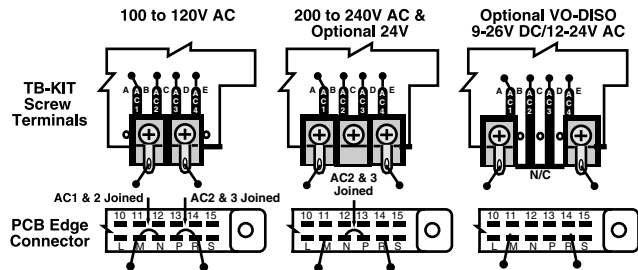 100 to 120V AC
200 to 240V AC &
Optional 24V
Optional VO-DISO
9-26V DC/12-24V AC
TB-KIT
Screw
Terminals
A B C D E
AC1 AC2 AC3 AC4
A B C D E
AC1 AC2 AC3 AC4
A B C D E
AC1 AC2 AC3 AC4
N/C
AC1 & 2 Joined
AC2 & 3 Joined
AC2 & 3
Joined
PCB Edge
Connector
10 11 12 13 14 15
L M N P R S
10 11 12 13 14 15
L M N P R S
10 11 12 13 14 15
L M N P R S